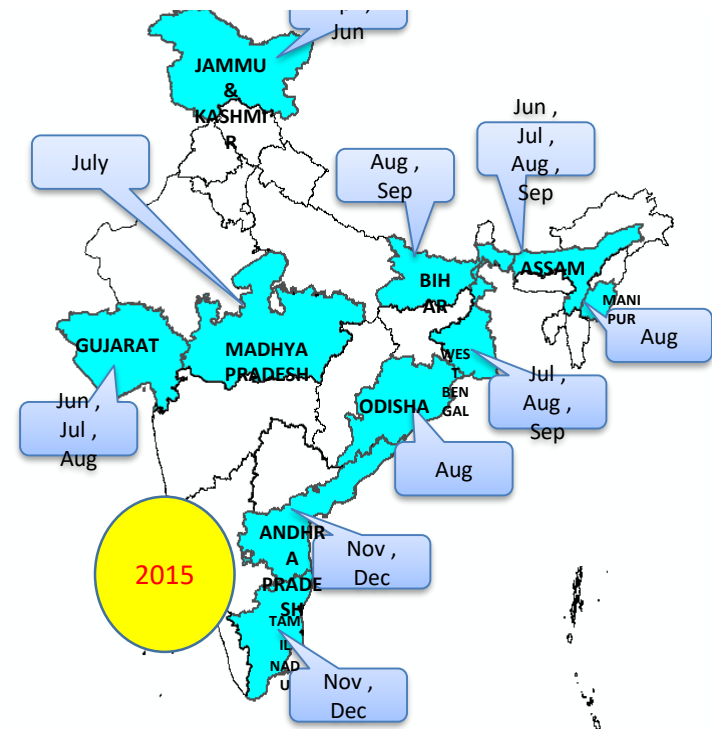 Jun
JAMMU
&
KASHMI
R
July
Aug ,
Sep
Jun ,
Jul ,
Aug ,
Sep
BIH
AR
ASSAM
MANI
PUR
Aug
GUJARAT
MADHYA
PRADESH
WES
T
BEN
GAL
Jul ,
Aug ,
Sep
Jun ,
Jul ,
Aug
ODISHA
Aug
2015
ANDHR
A
PRADE
SH
Nov ,
Dec
TAM
IL
NAD
U
Nov ,
Dec